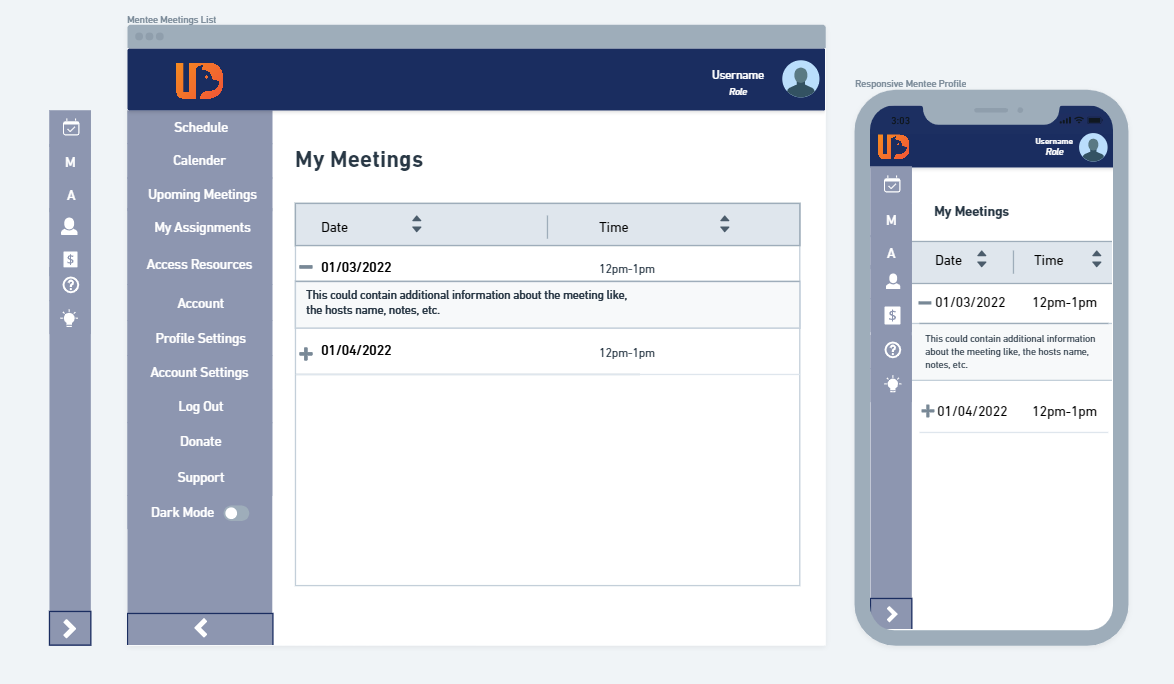 Mentee Meetings List
Username
Role
M
A
Schedule
Calender
Upoming Meetings
My Assignments
Access Resources
Account
Profile Settings
Account Settings
Log Out
Donate
Support
Dark Mode
My Meetings
Date Time
01/03/2022 12pm-1pm
This could contain additional information about the meeting like,
the hosts name, notes, etc.
01/04/2022 12pm-1pm
$
?
Responsive Mentee Profile
3:03
Username
Role
M
A
$
?
My Meetings
Date Time
01/03/2022 12pm-1pm
This could contain additional information
about the meeting like, the hosts name,
notes, etc.
01/04/2022 12pm-1pm